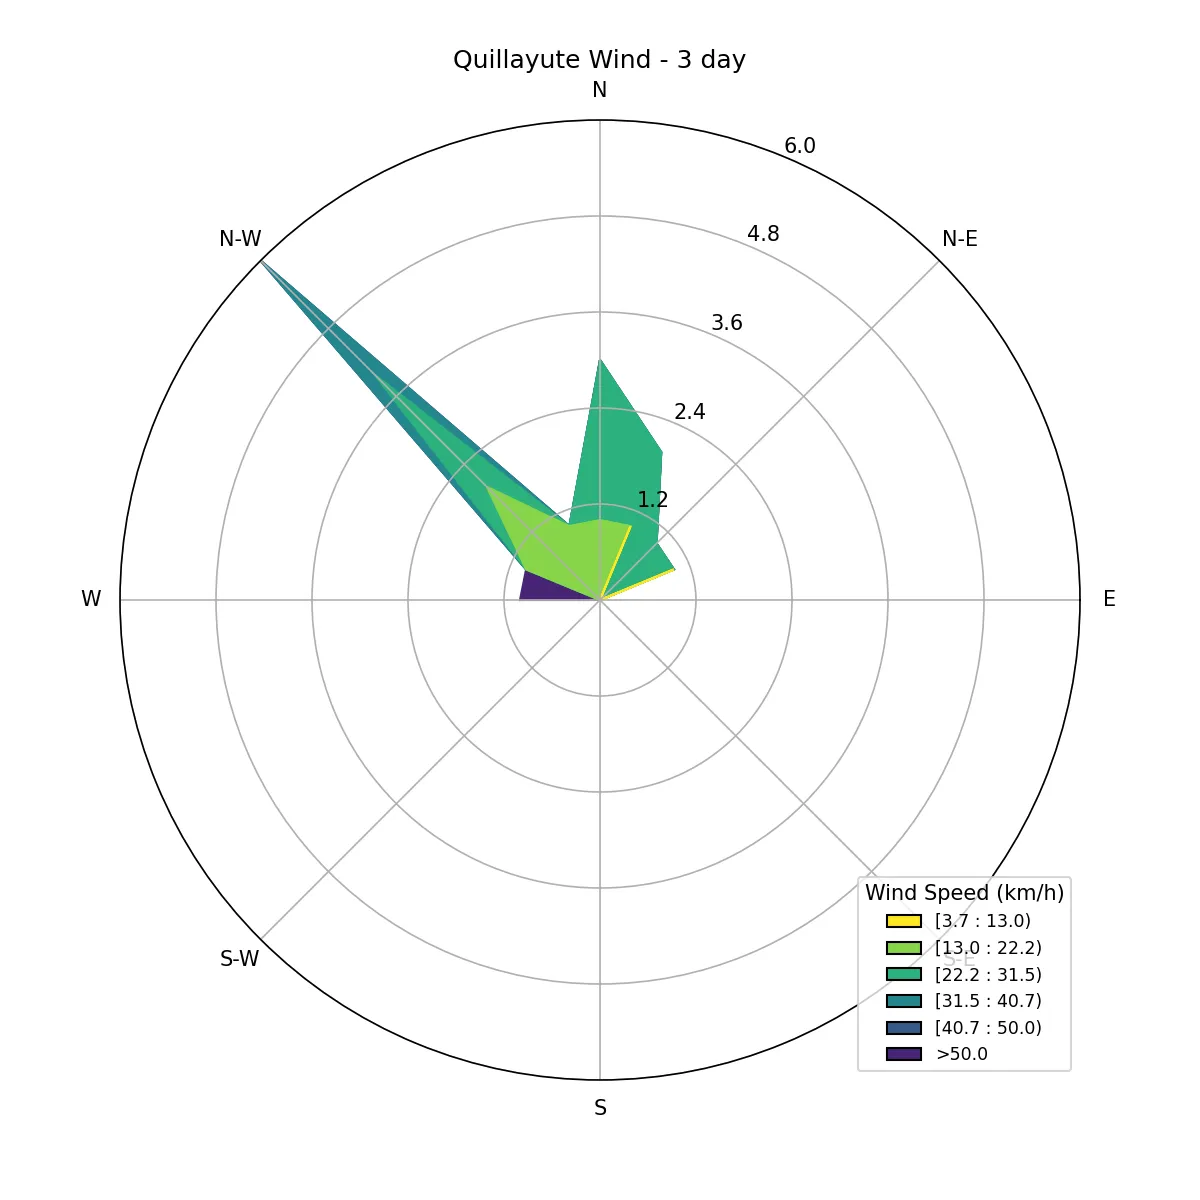 Quillayute Wind - 3 day
N
6.0
N-W
4.8
N-E
3.6
2.4
1.2
W
E
S-W
S-E
S
Wind Speed (km/h)
[3.7 : 13.0)
[13.0 : 22.2)
[22.2 : 31.5)
[31.5 : 40.7)
[40.7 : 50.0)
>50.0